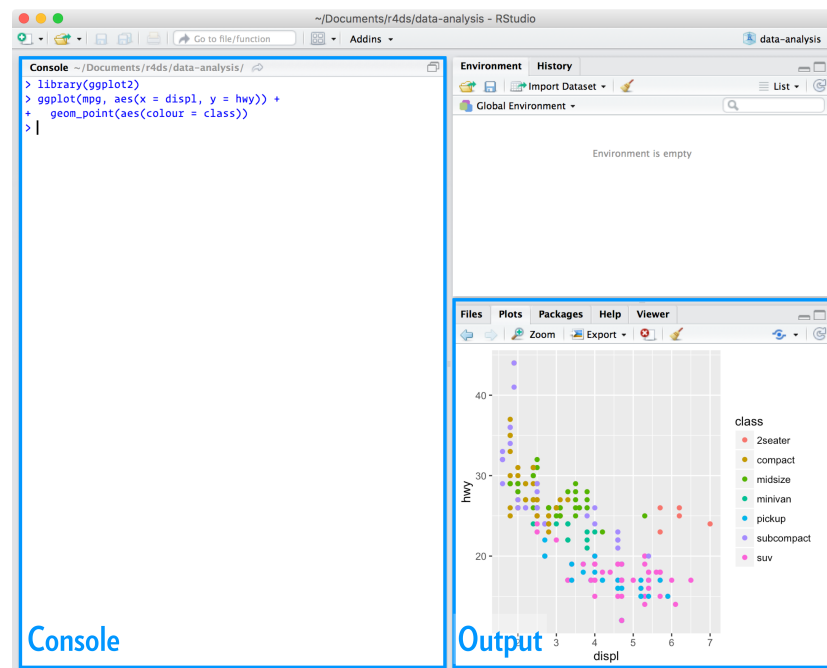 ~/Documents/r4ds/data-analysis - RStudio
Go to file/function
Addins
data-analysis
Console ~/Documents/r4ds/data-analysis/
> library(ggplot2)
> ggplot(mpg, aes(x = displ, y = hwy)) +
+   geom_point(aes(colour = class))
>
Console
Environment History
Import Dataset
List
Global Environment
Environment is empty
Files Plots Packages Help Viewer
Zoom Export
40
30
20
hwy
3 4 5 6 7
displ
class
2seater
compact
midsize
minivan
pickup
subcompact
suv
Output